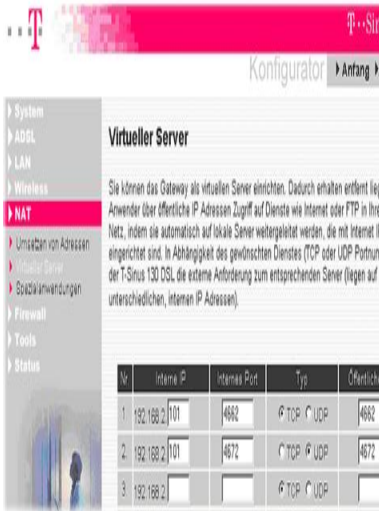 T
T··Sin
Konfigurator
Anfang
System
ADSL
LAN
Wireless
NAT
Umsetzen von Adressen
Virtueller Server
Spezialanwendungen
Firewall
Tools
Status
Virtueller Server
Sie können das Gateway als virtuellen Server einrichten. Dadurch erhalten entfernt lieg
Anwender über öffentliche IP Adressen Zugriff auf Dienste wie Internet oder FTP in Ihre
Netz, indem sie automatisch auf lokale Server weitergeleitet werden, die mit Internet I
eingerichtet sind. In Abhängigkeit des gewünschten Dienstes (TCP oder UDP Portnum
der T-Sinus 130 DSL die externe Anforderung zum entsprechenden Server (liegen auf
unterschiedlichen, internen IP Adressen).
Nr. Interne IP Internes Port Typ Öffentliche
1. 192.168.2. 101 4662 TCP UDP 4662
2. 192.168.2. 101 4672 TCP UDP 4672
3. 192.168.2. TCP UDP